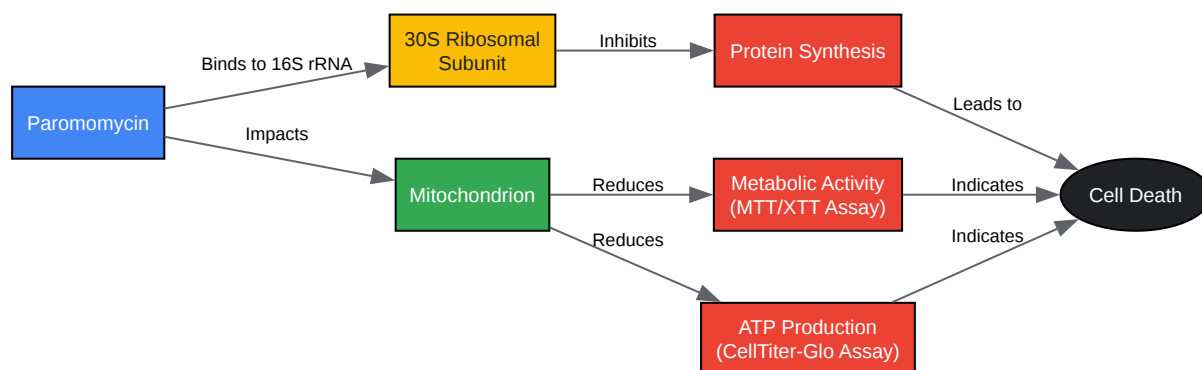 Paromomycin
Binds to 16S rRNA
Impacts
30S Ribosomal
Subunit
Inhibits
Protein Synthesis
Leads to
Mitochondrion
Reduces
Metabolic Activity
(MTT/XTT Assay)
Indicates
Cell Death
Reduces
ATP Production
(CellTiter-Glo Assay)
Indicates